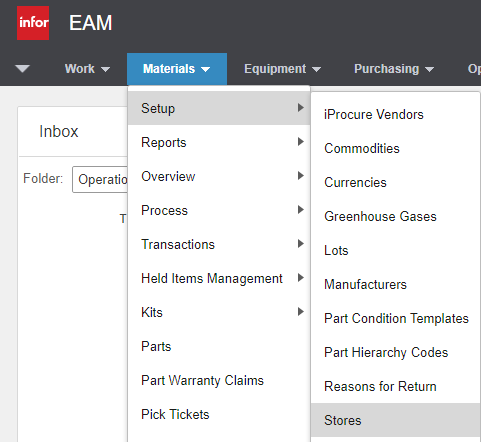 infor EAM
Work Materials Equipment Purchasing Op
Inbox
Folder: Operatio
T
Setup
Reports
Overview
Process
Transactions
Held Items Management
Kits
Parts
Part Warranty Claims
Pick Tickets
iProcure Vendors
Commodities
Currencies
Greenhouse Gases
Lots
Manufacturers
Part Condition Templates
Part Hierarchy Codes
Reasons for Return
Stores